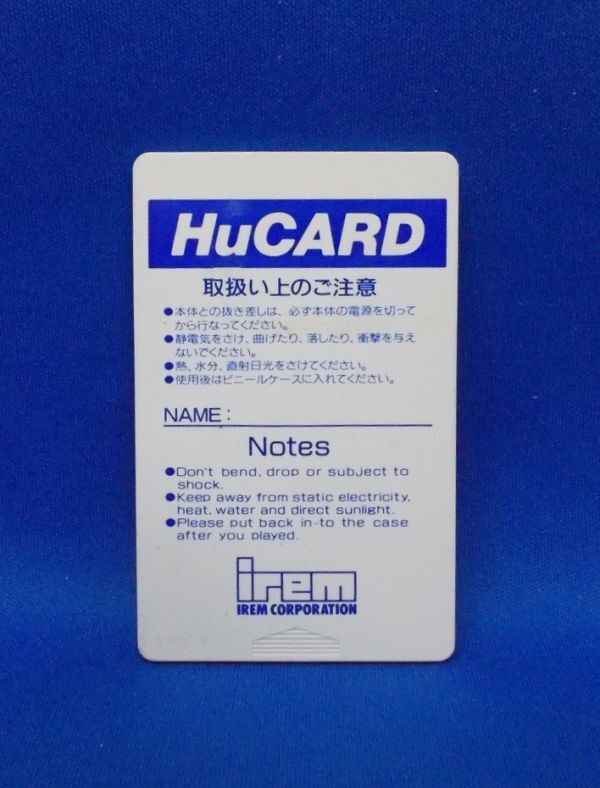 HuCARD
取扱い上のご注意
●本体との抜き差しは、必ず本体の電源を切って
から行なってください。
●静電気をさけ、曲げたり、落したり、衝撃を与え
ないでください。
●熱、水分、直射日光をさけてください。
●使用後はビニールケースに入れてください。
NAME:
Notes
●Don't bend, drop or subject to
shock.
●Keep away from static electricity,
heat, water and direct sunlight.
●Please put back in-to the case
after you played.
irem
IREM CORPORATION